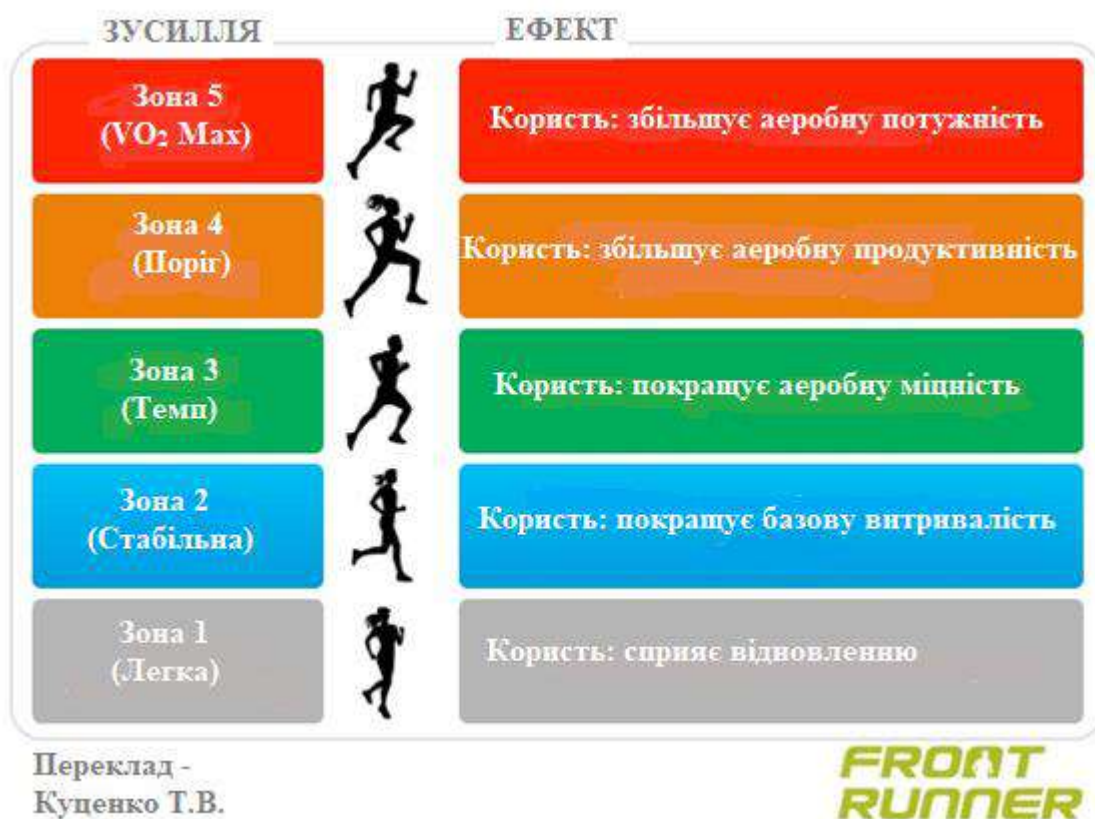 ЗУСИЛЛЯ
ЕФЕКТ
Зона 5
(VO₂ Max)
Користь: збільшує аеробну потужність
Зона 4
(Поріг)
Користь: збільшує аеробну продуктивність
Зона 3
(Темп)
Користь: покращує аеробну міцність
Зона 2
(Стабільна)
Користь: покращує базову витривалість
Зона 1
(Легка)
Користь: сприяє відновленню
Переклад -
Куценко Т.В.
FRONT
RUNNER